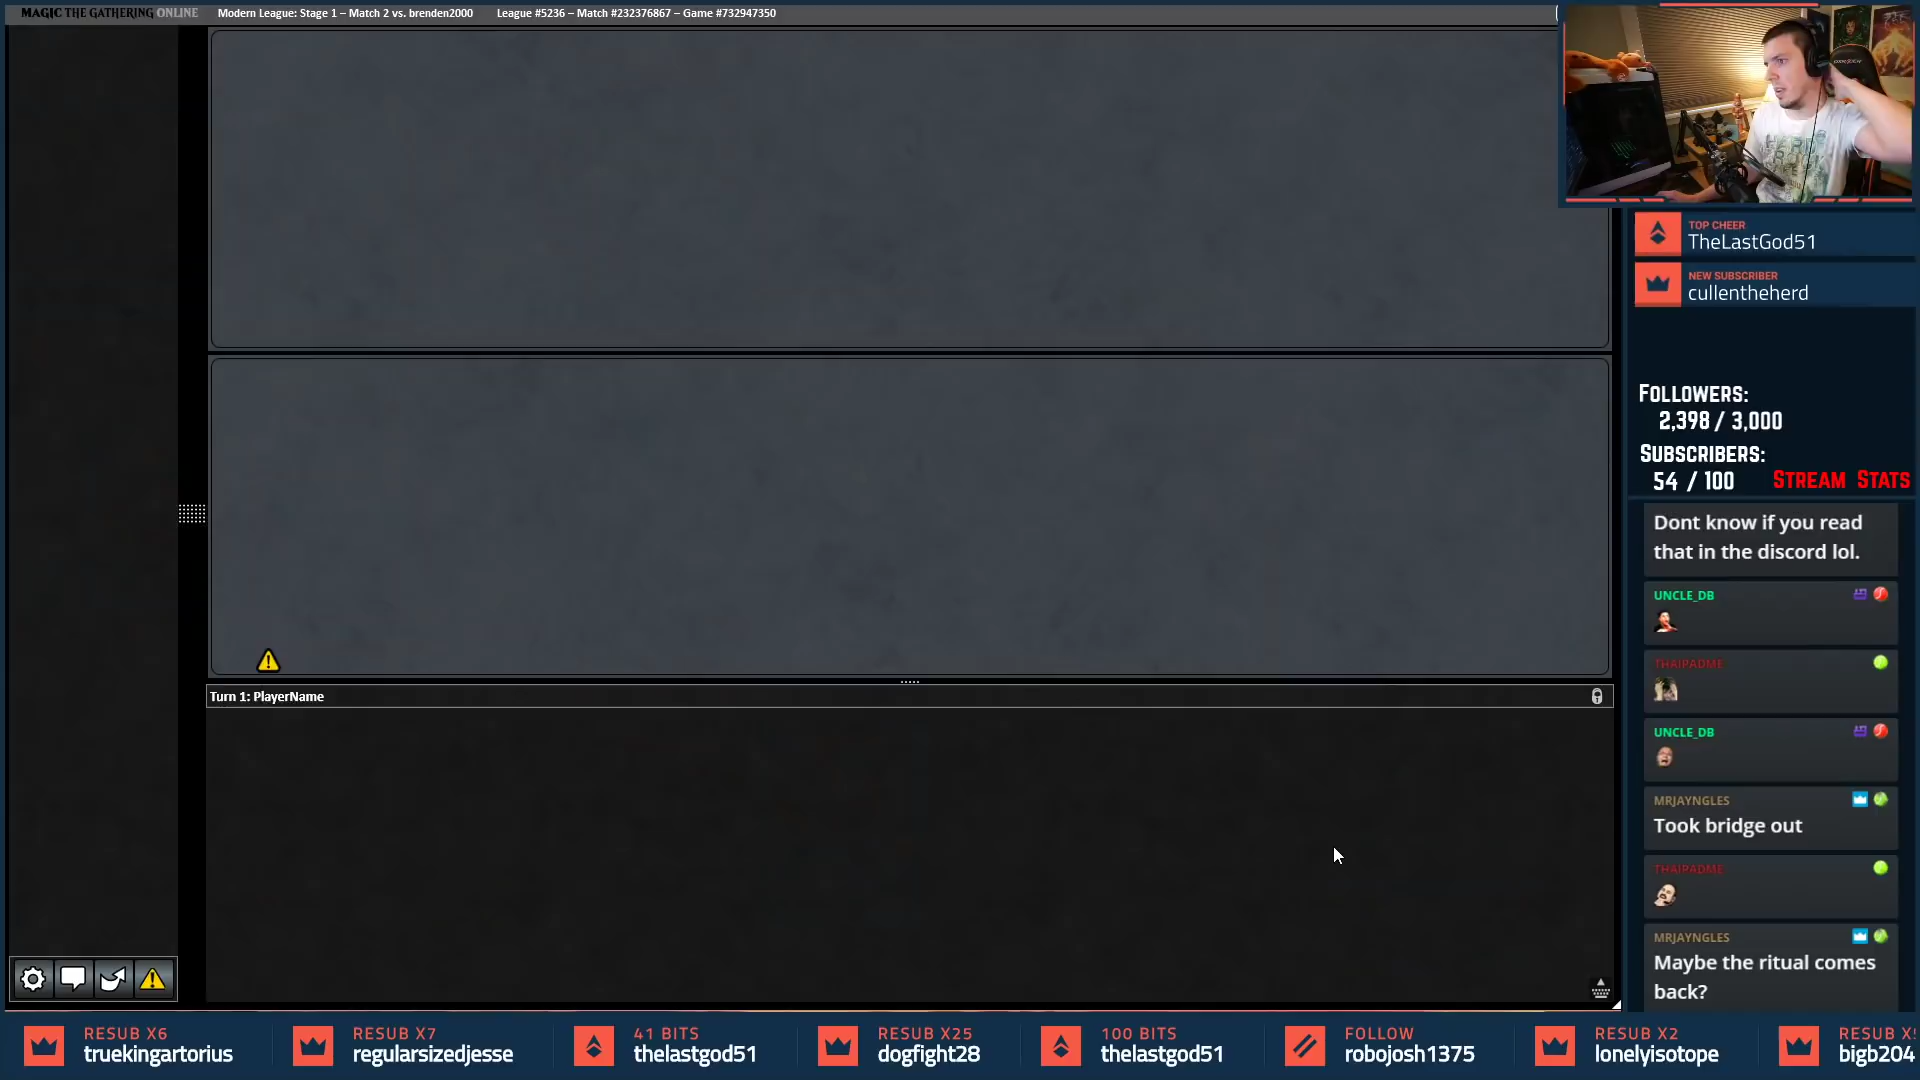 MAGIC THE GATHERING ONLINE
Modern League: Stage 1 – Match 2 vs. brenden2000
League #5236 – Match #232376867 – Game #732947350
TOP CHEER
TheLastGod51
NEW SUBSCRIBER
cullentheherd
FOLLOWERS:
2,398 / 3,000
SUBSCRIBERS:
54 / 100
STREAM STATS
Dont know if you read
that in the discord lol.
UNCLE_DB
THAIPADME
UNCLE_DB
MRJAYNGLES
Took bridge out
THAIPADME
MRJAYNGLES
Maybe the ritual comes
back?
Turn 1: PlayerName
RESUB X6
truekingartorius
RESUB X7
regularsizedjesse
41 BITS
thelastgod51
RESUB X25
dogfight28
100 BITS
thelastgod51
FOLLOW
robojosh1375
RESUB X2
lonelyisotope
RESUB X
bigb204